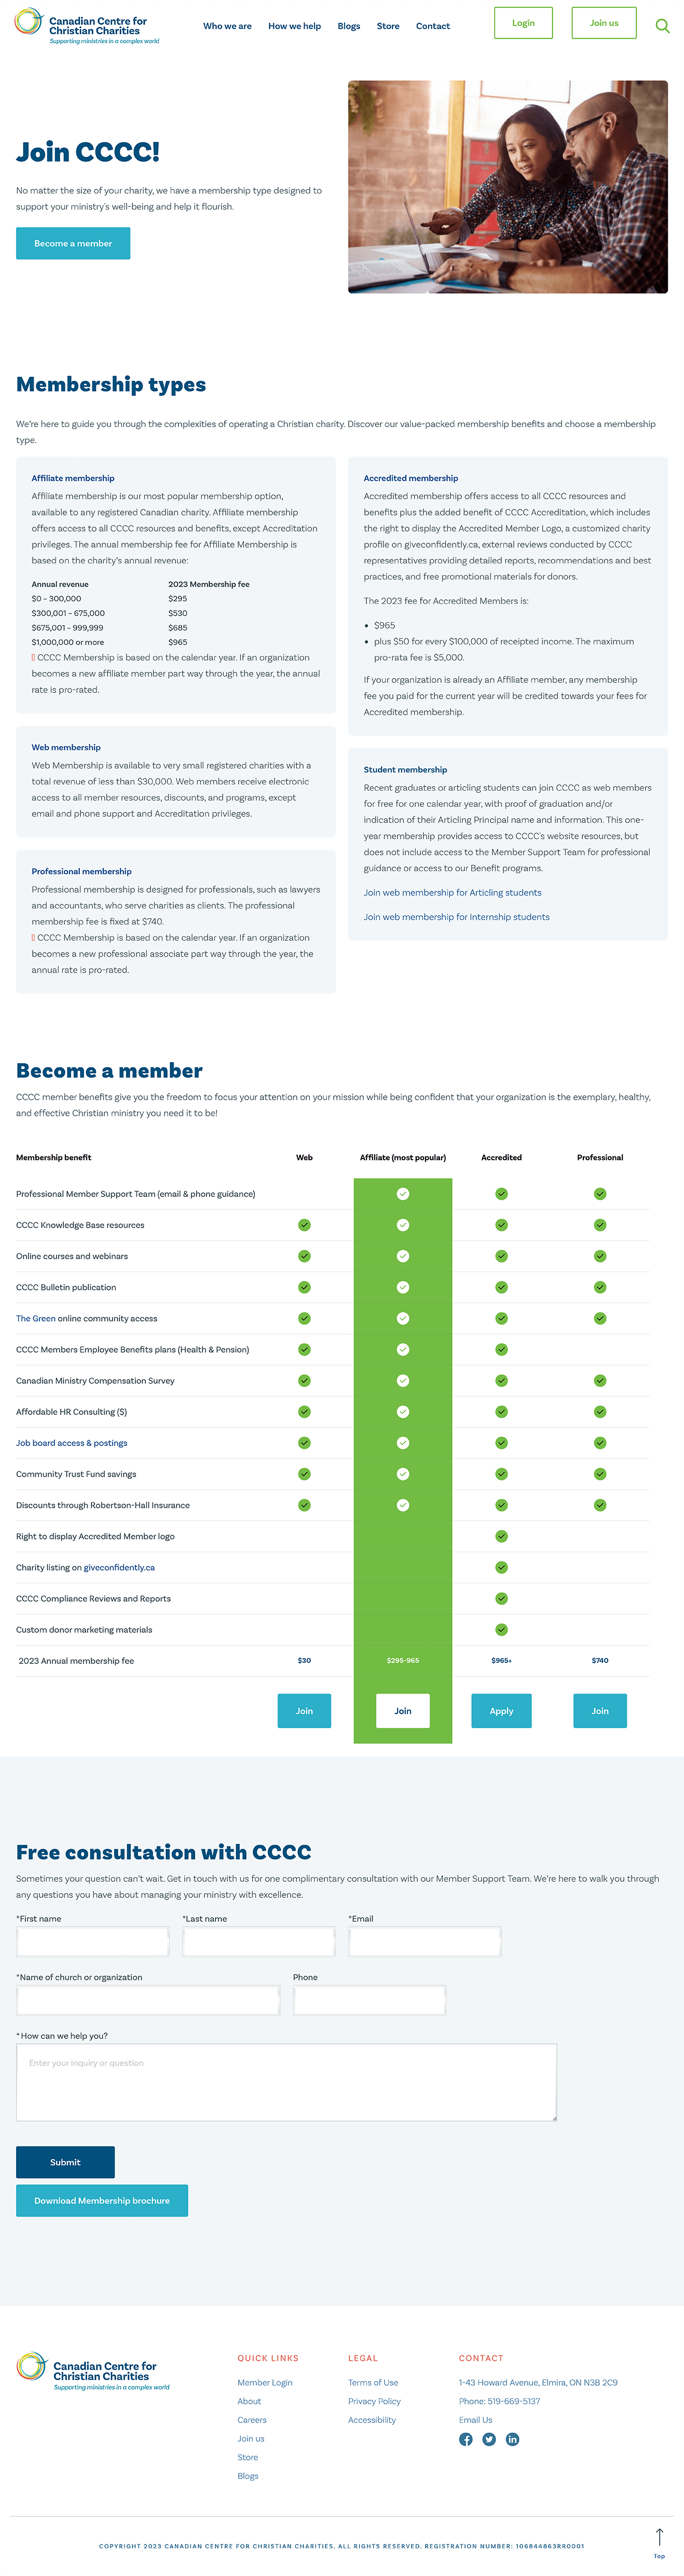 Canadian Centre for
Christian Charities
Supporting ministries in a complex world
Who we are
How we help
Blogs
Store
Contact
Login
Join us
Join CCCC!
No matter the size of your charity, we have a membership type designed to
support your ministry's well-being and help it flourish.
Become a member
Membership types
We're here to guide you through the complexities of operating a Christian charity. Discover our value-packed membership benefits and choose a membership
type.
Affiliate membership
Affiliate membership is our most popular membership option,
available to any registered Canadian charity. Affiliate membership
offers access to all CCCC resources and benefits, except Accreditation
privileges. The annual membership fee for Affiliate Membership is
based on the charity's annual revenue:
Annual revenue 2023 Membership fee
$0 – 300,000 $295
$300,001 – 675,000 $530
$675,001 – 999,999 $685
$1,000,000 or more $965
CCCC Membership is based on the calendar year. If an organization
becomes a new affiliate member part way through the year, the annual
rate is pro-rated.
Web membership
Web Membership is available to very small registered charities with a
total revenue of less than $30,000. Web members receive electronic
access to all member resources, discounts, and programs, except
email and phone support and Accreditation privileges.
Professional membership
Professional membership is designed for professionals, such as lawyers
and accountants, who serve charities as clients. The professional
membership fee is fixed at $740.
CCCC Membership is based on the calendar year. If an organization
becomes a new professional associate part way through the year, the
annual rate is pro-rated.
Accredited membership
Accredited membership offers access to all CCCC resources and
benefits plus the added benefit of CCCC Accreditation, which includes
the right to display the Accredited Member Logo, a customized charity
profile on giveconfidently.ca, external reviews conducted by CCCC
representatives providing detailed reports, recommendations and best
practices, and free promotional materials for donors.
The 2023 fee for Accredited Members is:
• $965
• plus $50 for every $100,000 of receipted income. The maximum
pro-rata fee is $5,000.
If your organization is already an Affiliate member, any membership
fee you paid for the current year will be credited towards your fees for
Accredited membership.
Student membership
Recent graduates or articling students can join CCCC as web members
for free for one calendar year, with proof of graduation and/or
indication of their Articling Principal name and information. This one-
year membership provides access to CCCC's website resources, but
does not include access to the Member Support Team for professional
guidance or access to our Benefit programs.
Join web membership for Articling students
Join web membership for Internship students
Become a member
CCCC member benefits give you the freedom to focus your attention on your mission while being confident that your organization is the exemplary, healthy,
and effective Christian ministry you need it to be!
Membership benefit Web Affiliate (most popular) Accredited Professional
Professional Member Support Team (email & phone guidance)
CCCC Knowledge Base resources
Online courses and webinars
CCCC Bulletin publication
The Green online community access
CCCC Members Employee Benefits plans (Health & Pension)
Canadian Ministry Compensation Survey
Affordable HR Consulting ($)
Job board access & postings
Community Trust Fund savings
Discounts through Robertson-Hall Insurance
Right to display Accredited Member logo
Charity listing on giveconfidently.ca
CCCC Compliance Reviews and Reports
Custom donor marketing materials
2023 Annual membership fee $30 $295-965 $965+ $740
Join Join Apply Join
Free consultation with CCCC
Sometimes your question can't wait. Get in touch with us for one complimentary consultation with our Member Support Team. We're here to walk you through
any questions you have about managing your ministry with excellence.
*First name *Last name *Email
*Name of church or organization Phone
* How can we help you?
Enter your inquiry or question
Submit
Download Membership brochure
Canadian Centre for
Christian Charities
Supporting ministries in a complex world
QUICK LINKS
Member Login
About
Careers
Join us
Store
Blogs
LEGAL
Terms of Use
Privacy Policy
Accessibility
CONTACT
1-43 Howard Avenue, Elmira, ON N3B 2C9
Phone: 519-669-5137
Email Us
COPYRIGHT 2023 CANADIAN CENTRE FOR CHRISTIAN CHARITIES. ALL RIGHTS RESERVED. REGISTRATION NUMBER: 106844863RR0001
Top